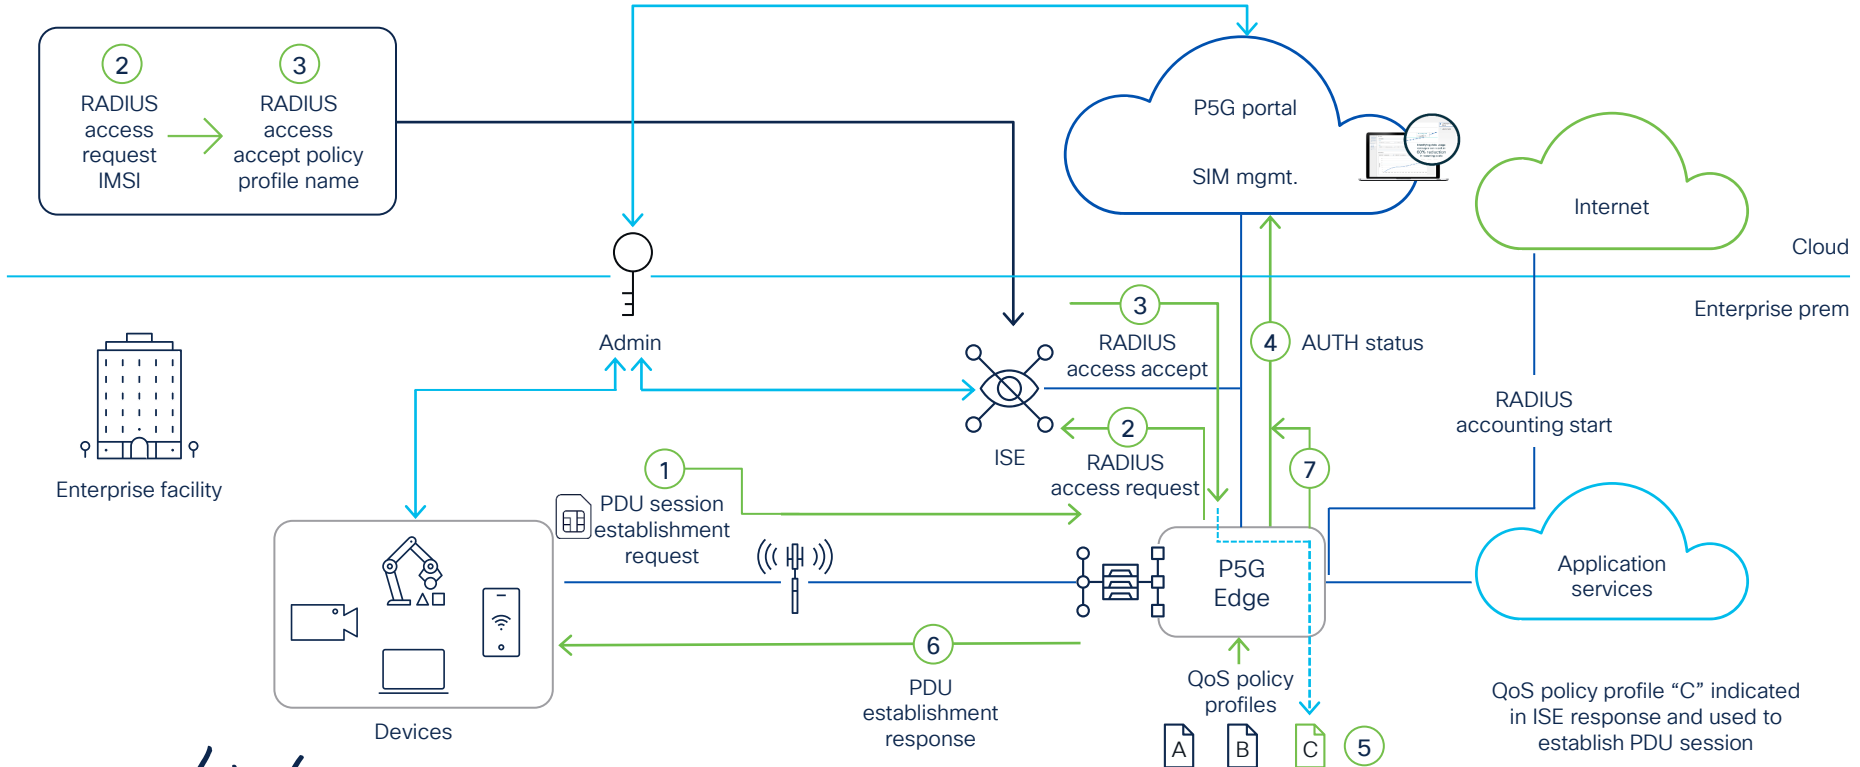 2
RADIUS
access
request
IMSI
3
RADIUS
access
accept policy
profile name
P5G portal
SIM mgmt.
Internet
Cloud
Enterprise prem
Admin
3
RADIUS
access accept
4
AUTH status
RADIUS
accounting start
ISE
2
RADIUS
access request
7
Enterprise facility
1
PDU session
establishment
request
P5G
Edge
Application
services
6
PDU
establishment
response
Devices
QoS policy
profiles
A
B
C
5
QoS policy profile “C” indicated
in ISE response and used to
establish PDU session